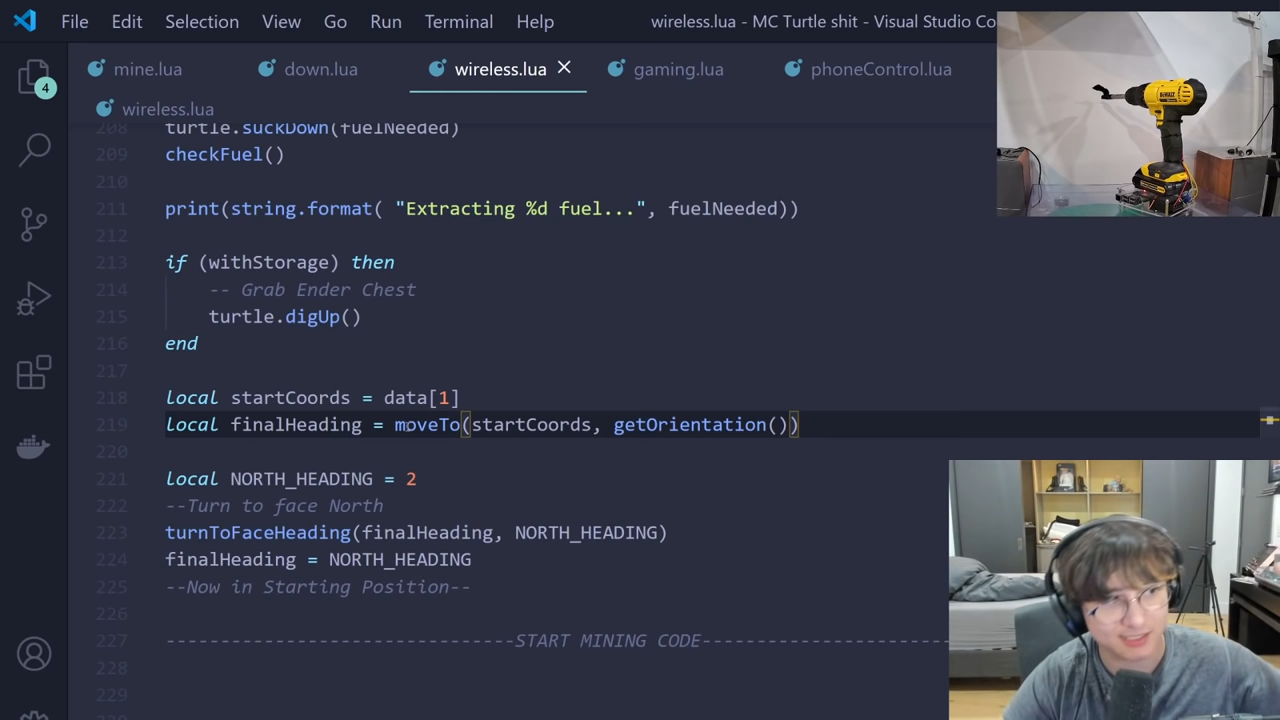 File Edit Selection View Go Run Terminal Help wireless.lua - MC Turtle shit - Visual Studio Co
mine.lua down.lua wireless.lua gaming.lua phoneControl.lua
4
wireless.lua
208 turtle.suckDown(fuelNeeded)
209 checkFuel()
210
211 print(string.format( "Extracting %d fuel...", fuelNeeded))
212
213 if (withStorage) then
214 -- Grab Ender Chest
215 turtle.digUp()
216 end
217
218 local startCoords = data[1]
219 local finalHeading = moveTo(startCoords, getOrientation())
220
221 local NORTH_HEADING = 2
222 --Turn to face North
223 turnToFaceHeading(finalHeading, NORTH_HEADING)
224 finalHeading = NORTH_HEADING
225 --Now in Starting Position--
226
227 --------------------------------START MINING CODE-----------------------
228
229
DEWALT